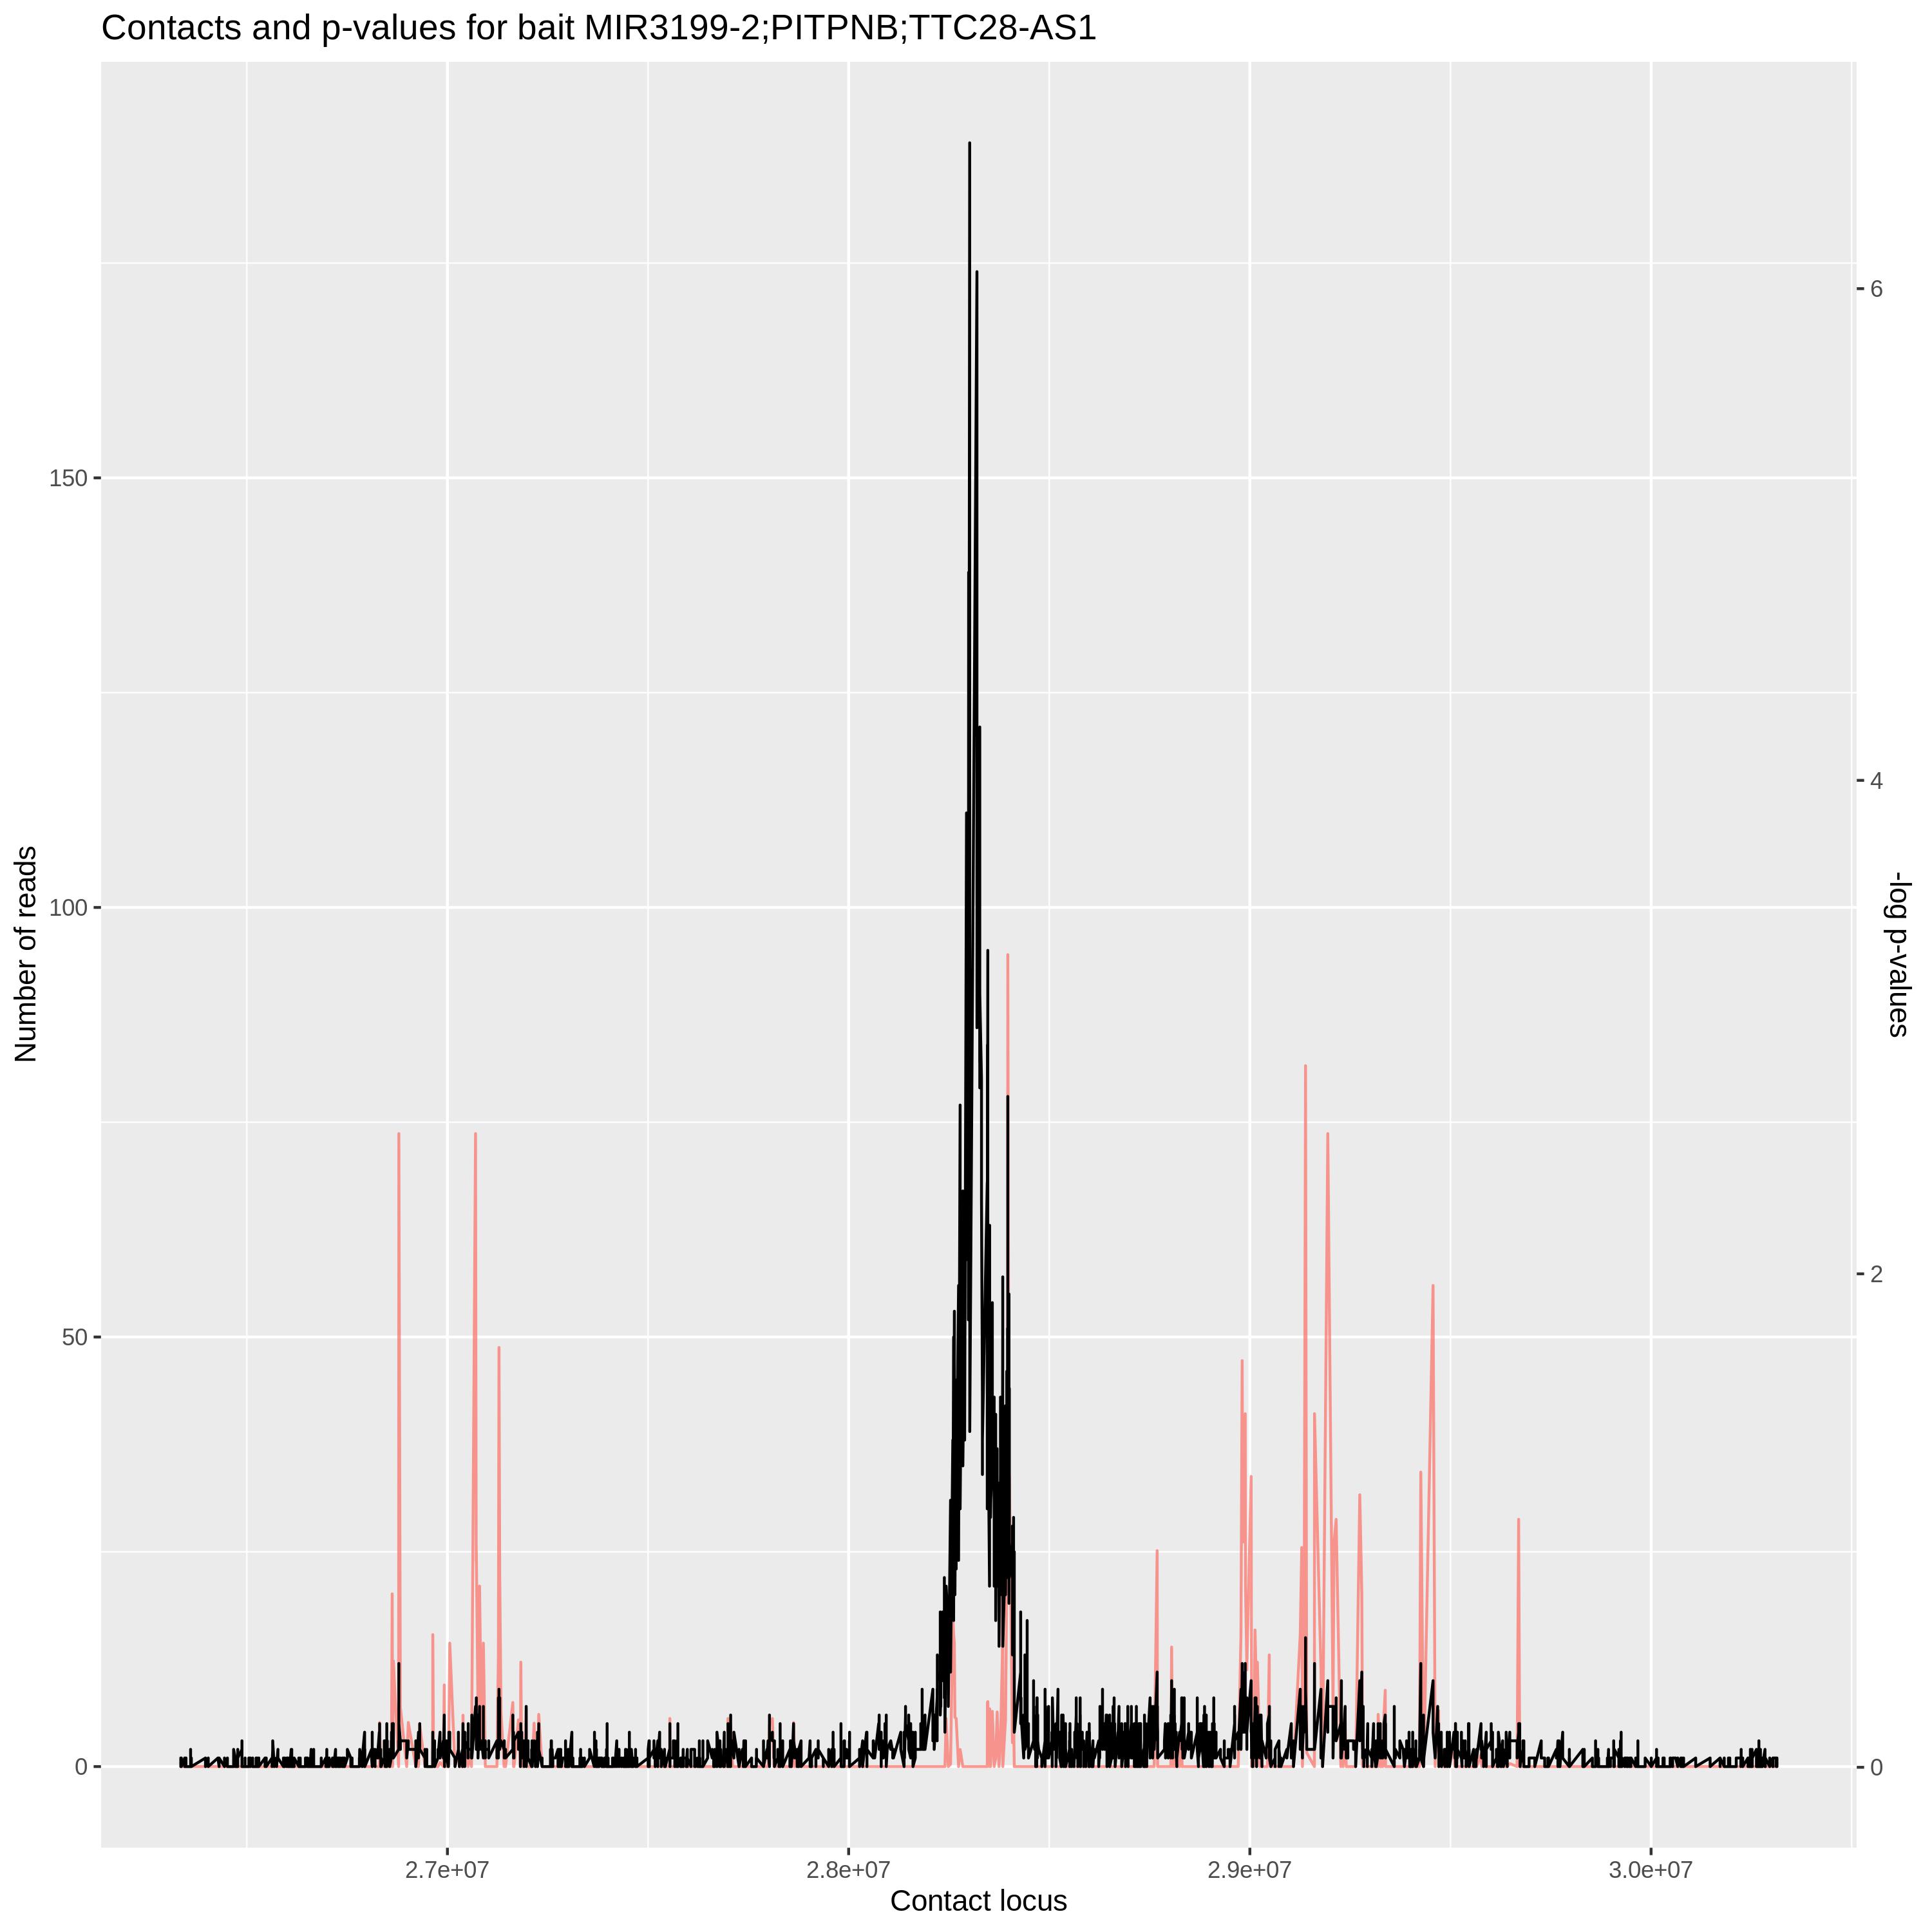 Contacts and p-values for bait MIR3199-2;PITPNB;TTC28-AS1
Number of reads
150
100
50
0
6
4
2
0
-log p-values
2.7e+07
2.8e+07
2.9e+07
3.0e+07
Contact locus